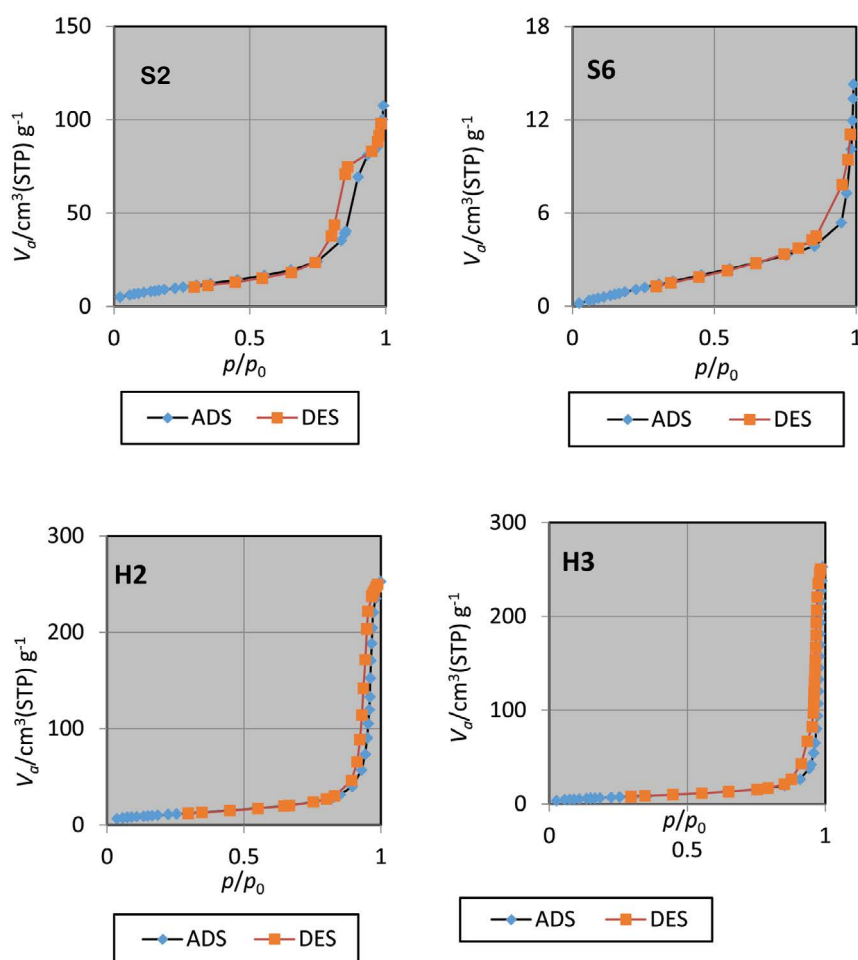 S2
V_a/cm³(STP) g⁻¹
150
100
50
0
0 0.5 1
p/p₀
ADS DES
S6
V_a/cm³(STP) g⁻¹
18
12
6
0
0 0.5 1
p/p₀
ADS DES
H2
V_a/cm³(STP) g⁻¹
300
200
100
0
0 0.5 1
p/p₀
ADS DES
H3
V_a/cm³(STP) g⁻¹
300
200
100
0
p/p₀
0 0.5 1
ADS DES